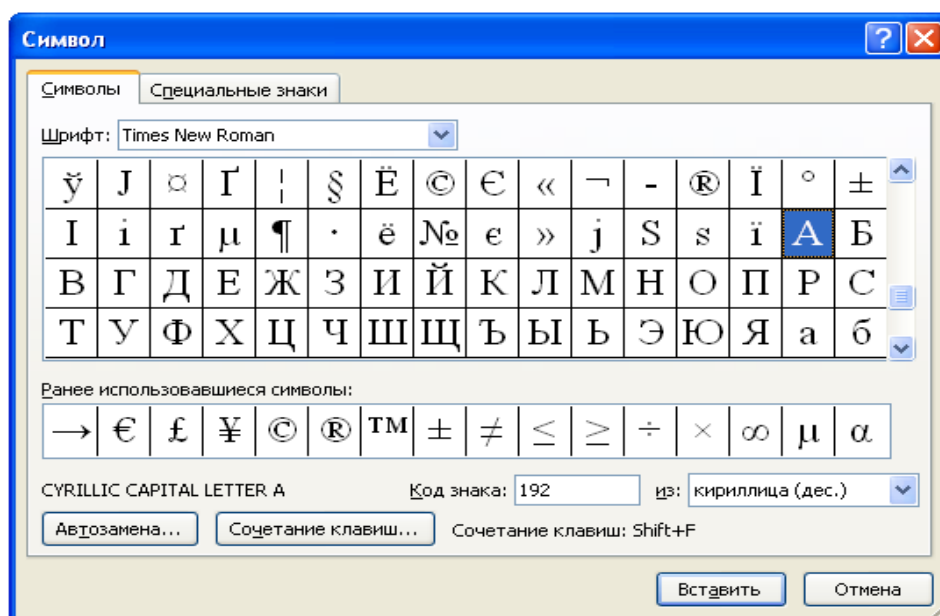 Символ
Символы Специальные знаки
Шрифт: Times New Roman
ў Ј ¤ Ґ ¦ § Ё © Є « ¬ - ® Ї ° ±
І і ґ µ ¶ · ё № є » ј Ѕ ѕ ї А Б
В Г Д Е Ж З И Й К Л М Н О П Р С
Т У Ф Х Ц Ч Ш Щ Ъ Ы Ь Э Ю Я а б
Ранее использовавшиеся символы:
→ € £ ¥ © ® ™ ± ≠ ≤ ≥ ÷ × ∞ µ α
CYRILLIC CAPITAL LETTER A Код знака: 192 из: кириллица (дес.)
Автозамена... Сочетание клавиш... Сочетание клавиш: Shift+F
Вставить Отмена